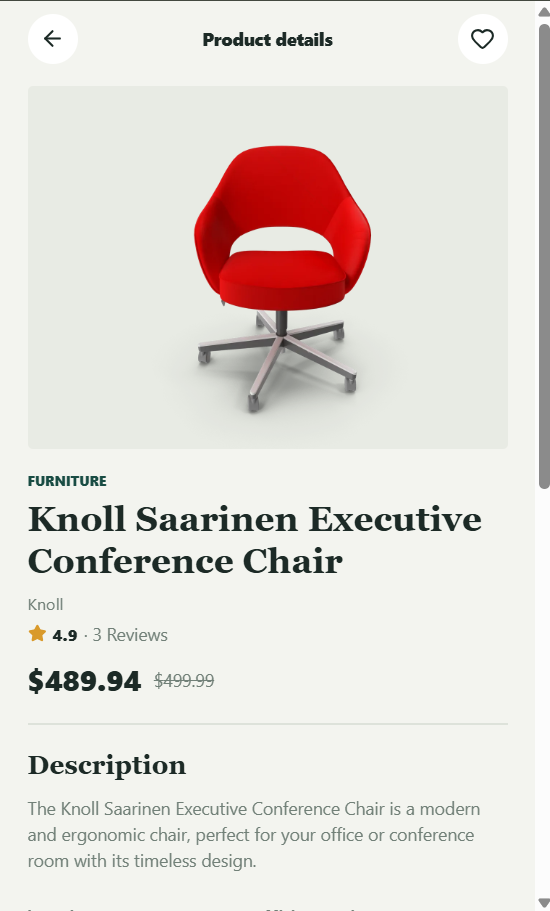 Product details
FURNITURE
Knoll Saarinen Executive
Conference Chair
Knoll
4.9 · 3 Reviews
$489.94 $499.99
Description
The Knoll Saarinen Executive Conference Chair is a modern
and ergonomic chair, perfect for your office or conference
room with its timeless design.